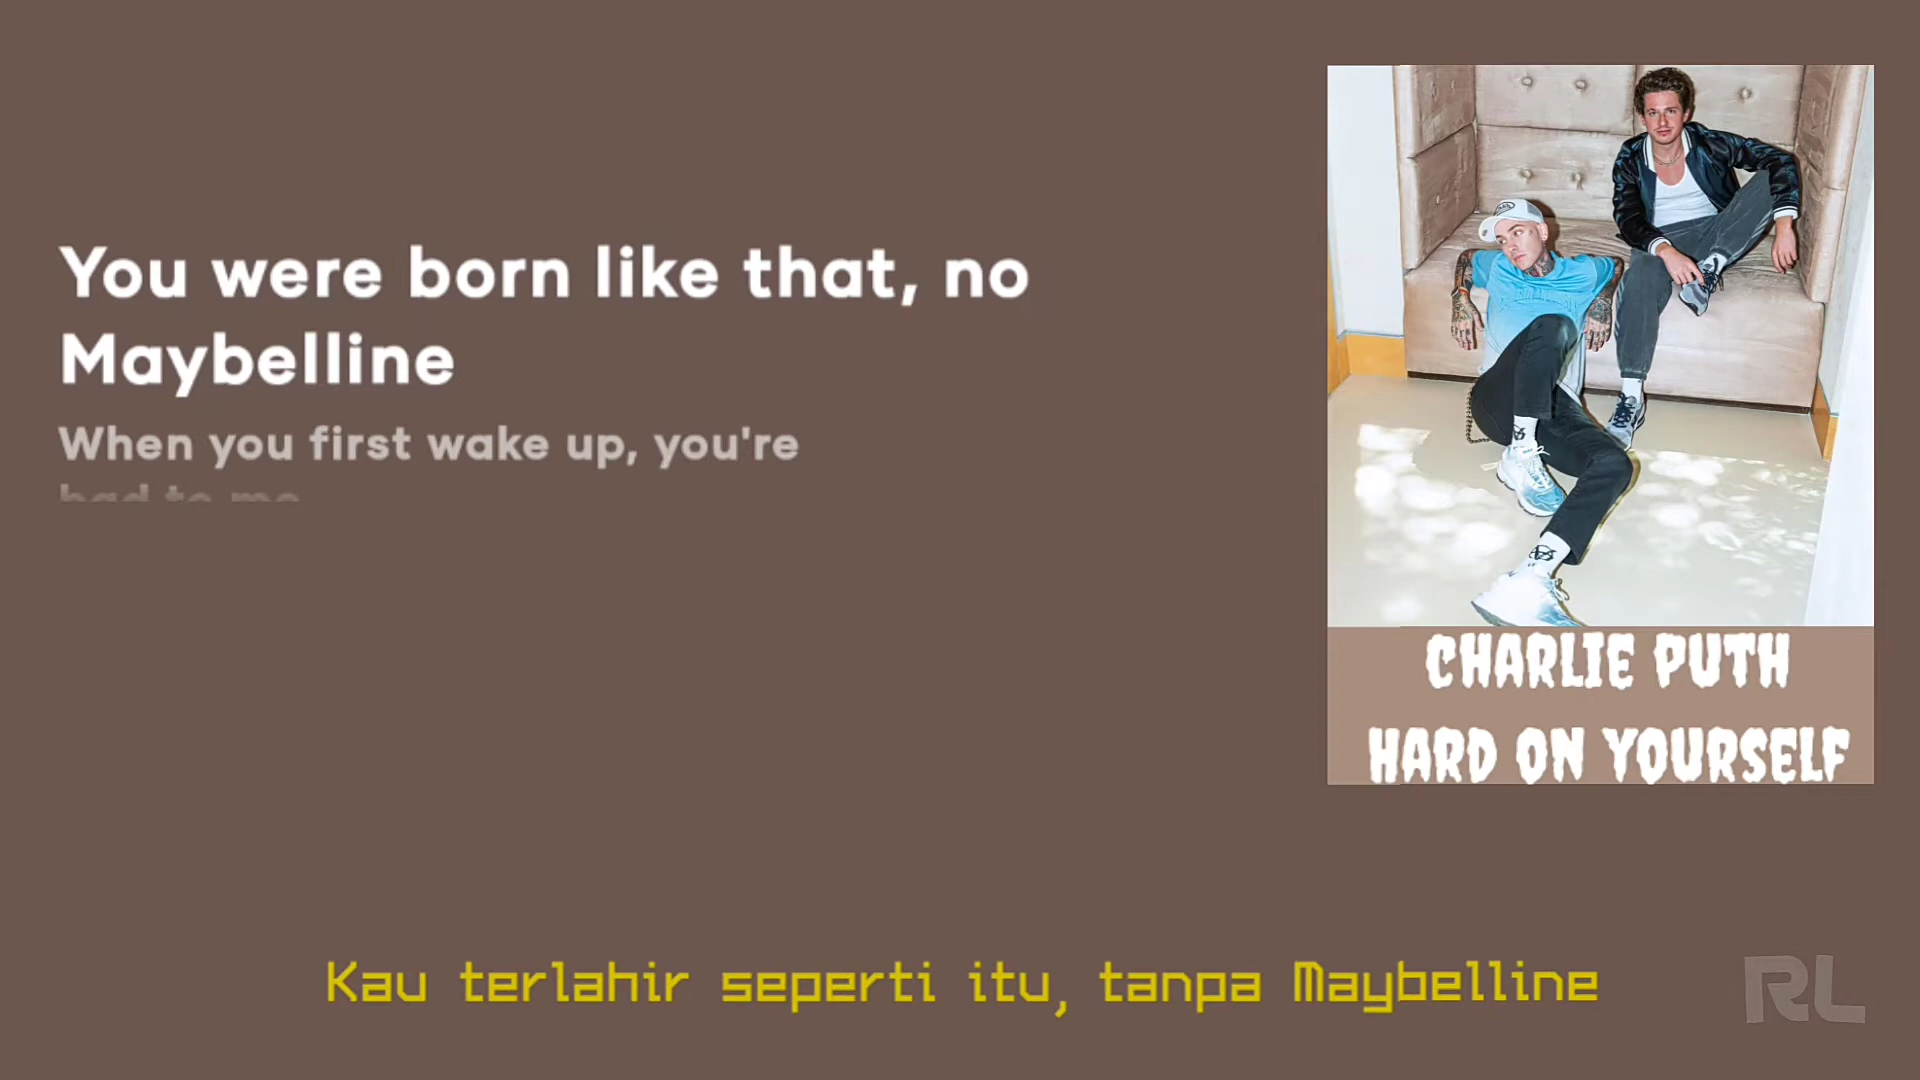 You were born like that, no
Maybelline
When you first wake up, you're
CHARLIE PUTH
HARD ON YOURSELF
Kau terlahir seperti itu, tanpa Maybelline
RL